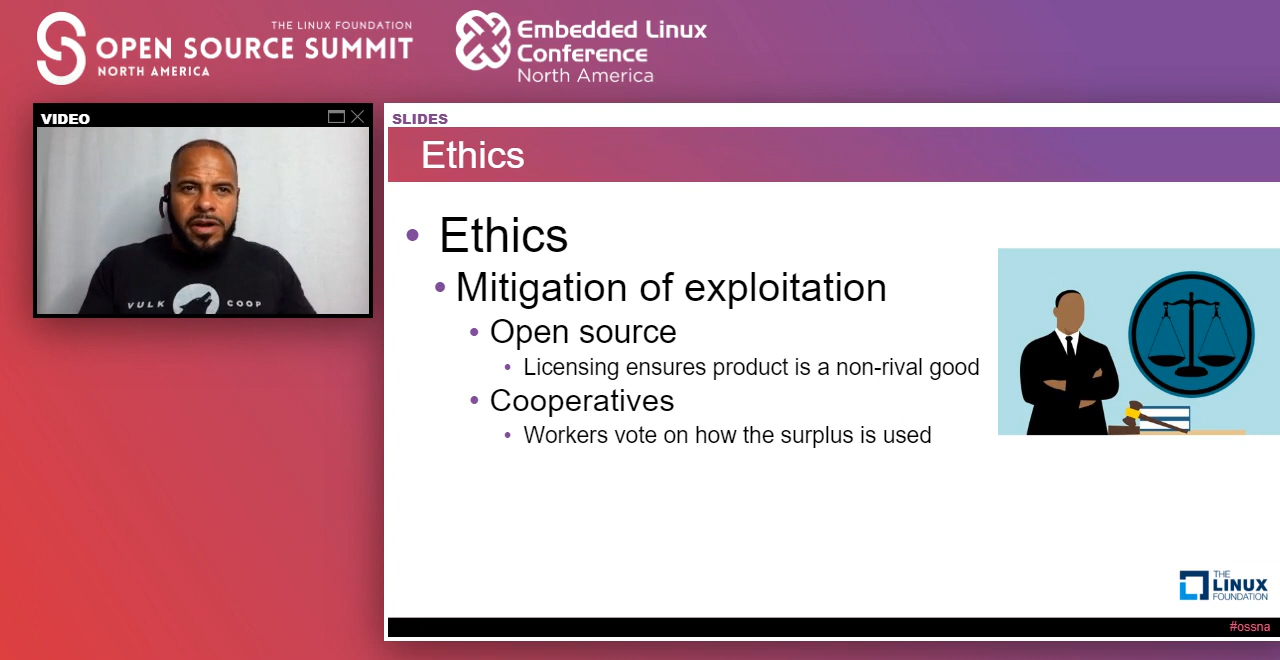 THE LINUX FOUNDATION
OPEN SOURCE SUMMIT
NORTH AMERICA
Embedded Linux
Conference
North America
VIDEO
VULK COOP
SLIDES
Ethics
• Ethics
• Mitigation of exploitation
• Open source
• Licensing ensures product is a non-rival good
• Cooperatives
• Workers vote on how the surplus is used
THE
LINUX
FOUNDATION
#ossna